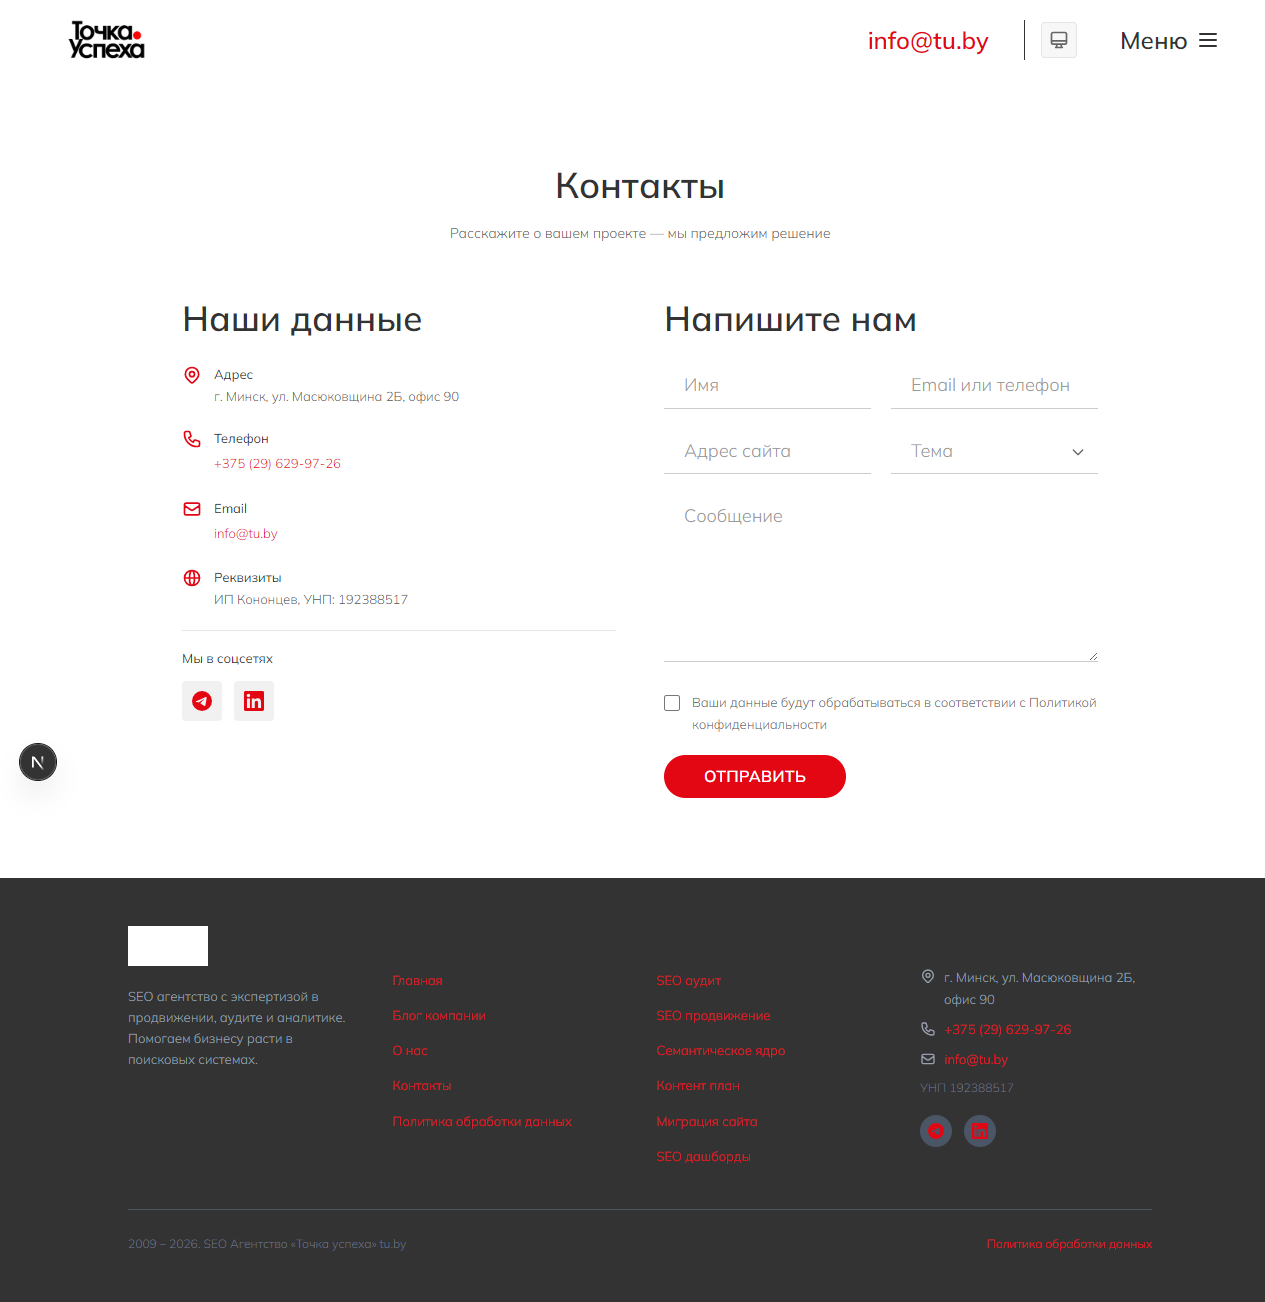 Точка.
Успеха
info@tu.by
Меню
Контакты
Расскажите о вашем проекте — мы предложим решение
Наши данные
Адрес
г. Минск, ул. Масюковщина 2Б, офис 90
Телефон
+375 (29) 629-97-26
Email
info@tu.by
Реквизиты
ИП Кононцев, УНП: 192388517
Мы в соцсетях
Напишите нам
Имя
Email или телефон
Адрес сайта
Тема
Сообщение
Ваши данные будут обрабатываться в соответствии с Политикой
конфиденциальности
ОТПРАВИТЬ
N
SEO агентство с экспертизой в
продвижении, аудите и аналитике.
Помогаем бизнесу расти в
поисковых системах.
Главная
Блог компании
О нас
Контакты
Политика обработки данных
SEO аудит
SEO продвижение
Семантическое ядро
Контент план
Миграция сайта
SEO дашборды
г. Минск, ул. Масюковщина 2Б,
офис 90
+375 (29) 629-97-26
info@tu.by
УНП 192388517
2009 – 2026. SEO Агентство «Точка успеха» tu.by
Политика обработки данных